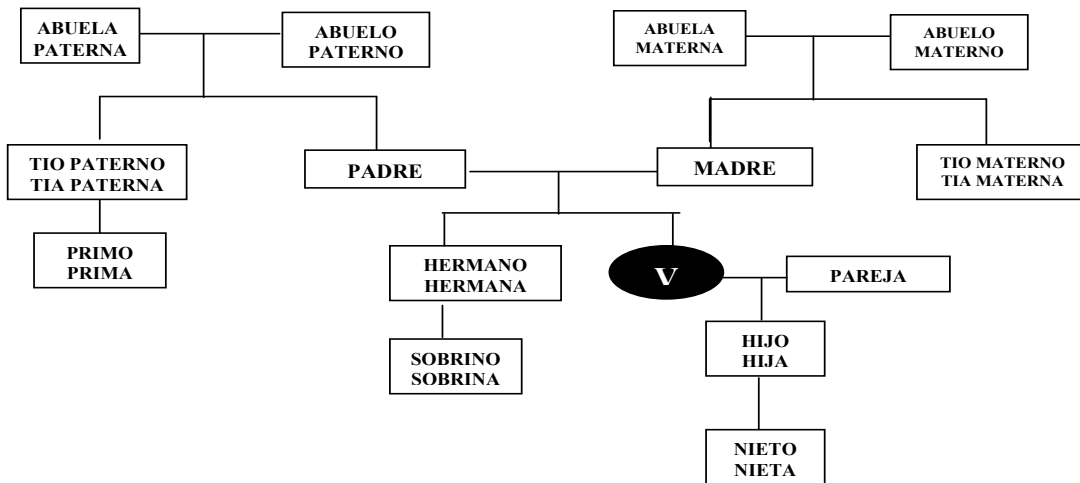 ABUELA
PATERNA
ABUELO
PATERNO
ABUELA
MATERNA
ABUELO
MATERNO
TIO PATERNO
TIA PATERNA
PADRE
MADRE
TIO MATERNO
TIA MATERNA
PRIMO
PRIMA
HERMANO
HERMANA
V
PAREJA
SOBRINO
SOBRINA
HIJO
HIJA
NIETO
NIETA